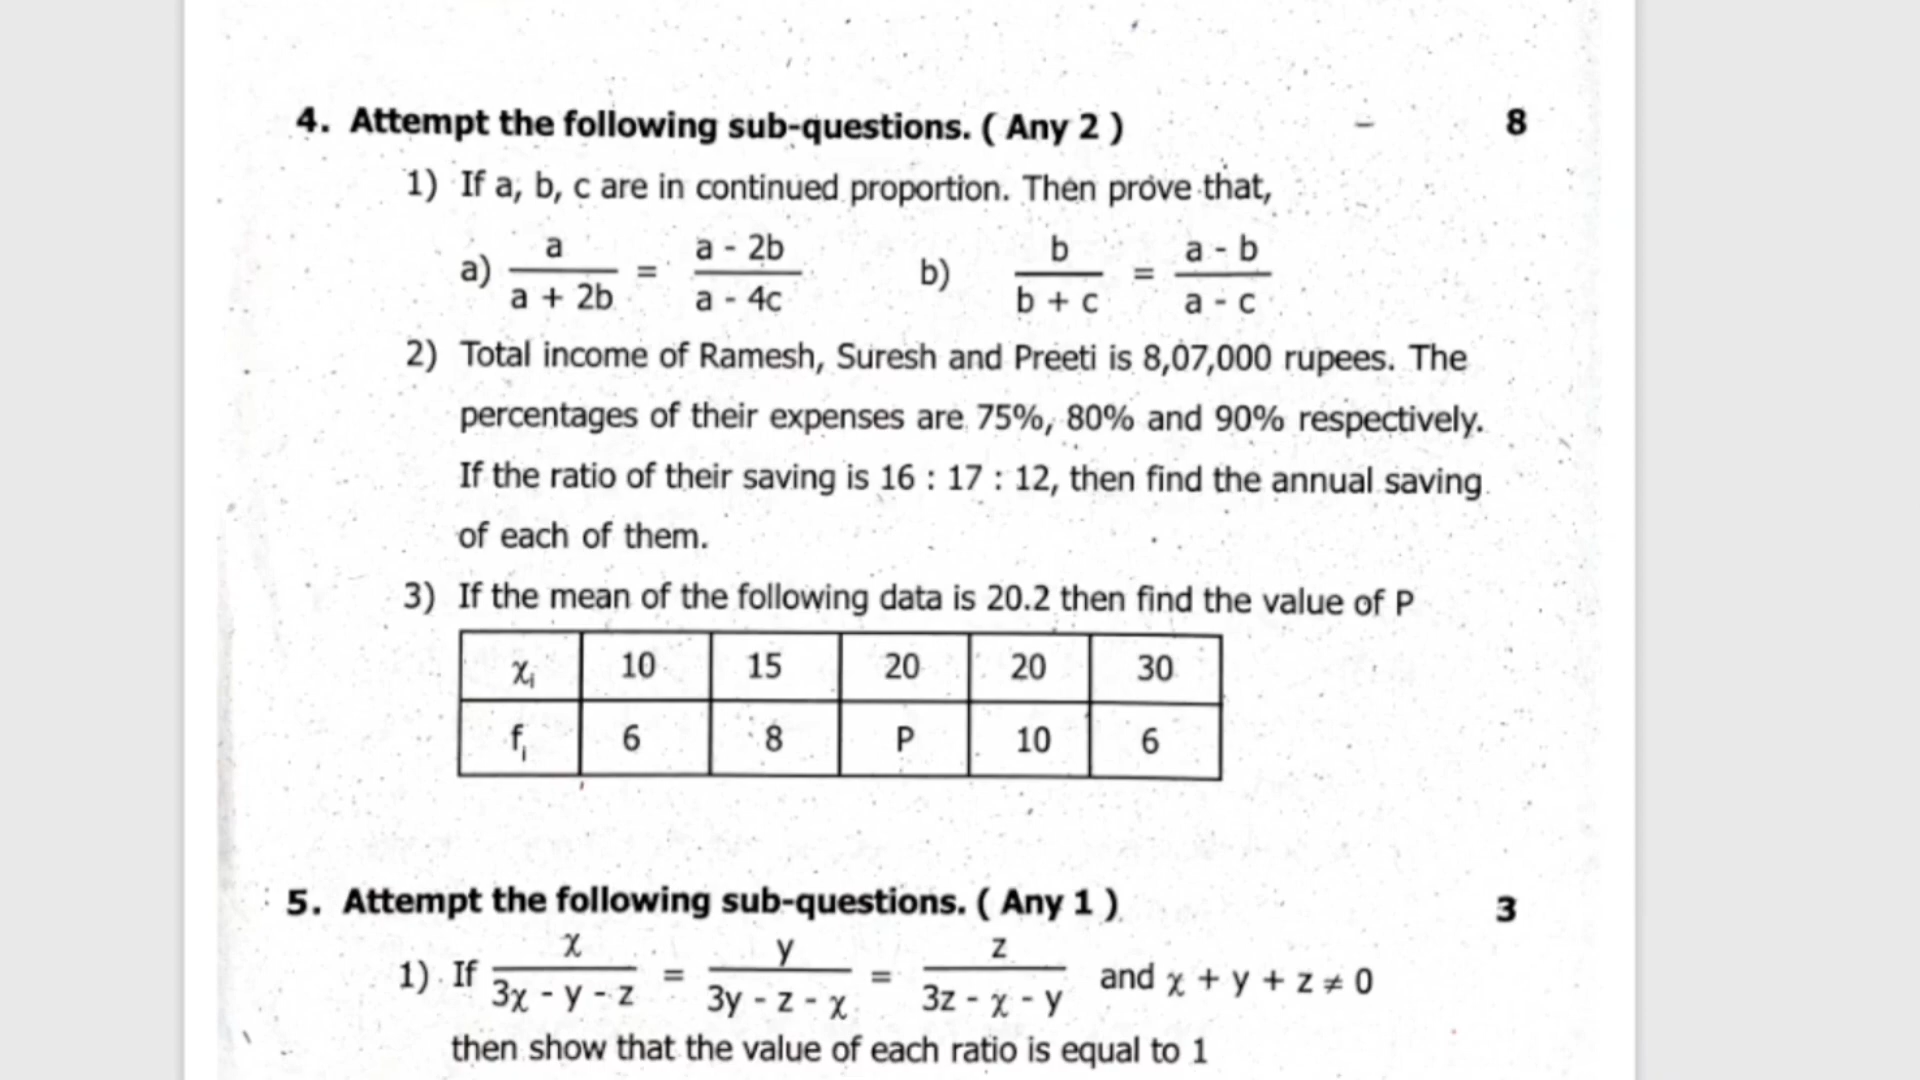 4. Attempt the following sub-questions. ( Any 2 ) 8
1) If a, b, c are in continued proportion. Then prove that,
a) a / a + 2b = a - 2b / a - 4c b) b / b + c = a - b / a - c
2) Total income of Ramesh, Suresh and Preeti is 8,07,000 rupees. The
percentages of their expenses are 75%, 80% and 90% respectively.
If the ratio of their saving is 16 : 17 : 12, then find the annual saving
of each of them.
3) If the mean of the following data is 20.2 then find the value of P
χi 10 15 20 20 30
fi 6 8 P 10 6
5. Attempt the following sub-questions. ( Any 1 ) 3
1) If χ / 3χ - y - z = y / 3y - z - χ = z / 3z - χ - y and χ + y + z ≠ 0
then show that the value of each ratio is equal to 1